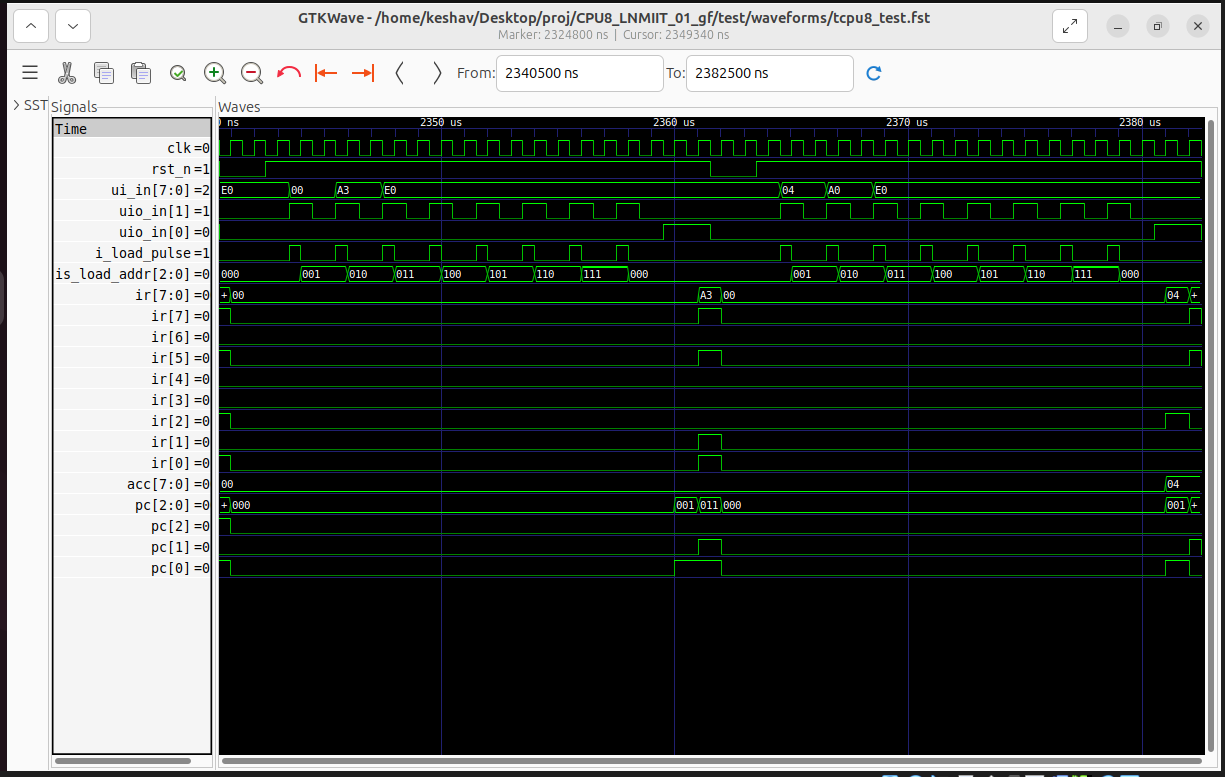 GTKWave - /home/keshav/Desktop/proj/CPU8_LNMIIT_01_gf/test/waveforms/tcpu8_test.fst
Marker: 2324800 ns | Cursor: 2349340 ns
From: 2340500 ns To: 2382500 ns
SST Signals Waves
Time ns 2350 us 2360 us 2370 us 2380 us
clk =0
rst_n =1
ui_in[7:0] =2 E0 00 A3 E0 04 A0 E0
uio_in[1] =1
uio_in[0] =0
i_load_pulse =1
is_load_addr[2:0] =0 000 001 010 011 100 101 110 111 000 001 010 011 100 101 110 111 000
ir[7:0] =0 + 00 A3 00 04 +
ir[7] =0
ir[6] =0
ir[5] =0
ir[4] =0
ir[3] =0
ir[2] =0
ir[1] =0
ir[0] =0
acc[7:0] =0 00 04
pc[2:0] =0 + 000 001 011 000 001 +
pc[2] =0
pc[1] =0
pc[0] =0